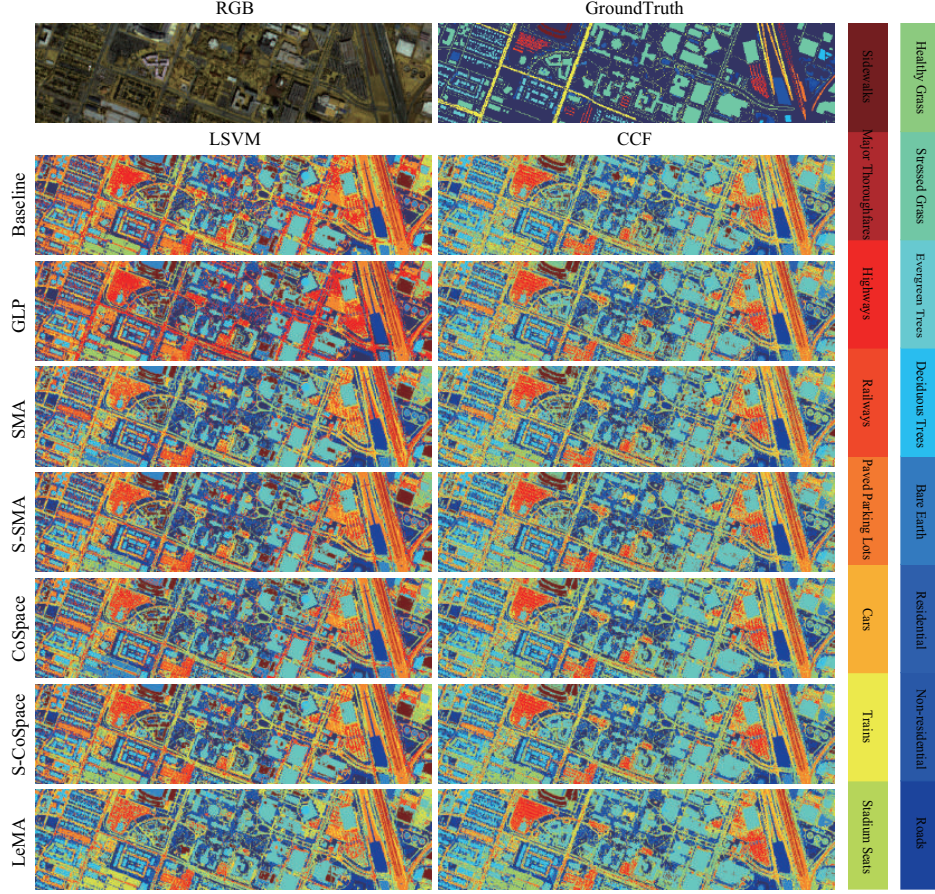 RGB
GroundTruth
LSVM
CCF
Baseline
GLP
SMA
S-SMA
CoSpace
S-CoSpace
LeMA
Sidewalks
Major Thoroughfares
Highways
Railways
Paved Parking Lots
Cars
Trains
Stadium Seats
Healthy Grass
Stressed Grass
Evergreen Trees
Deciduous Trees
Bare Earth
Residential
Non-residential
Roads